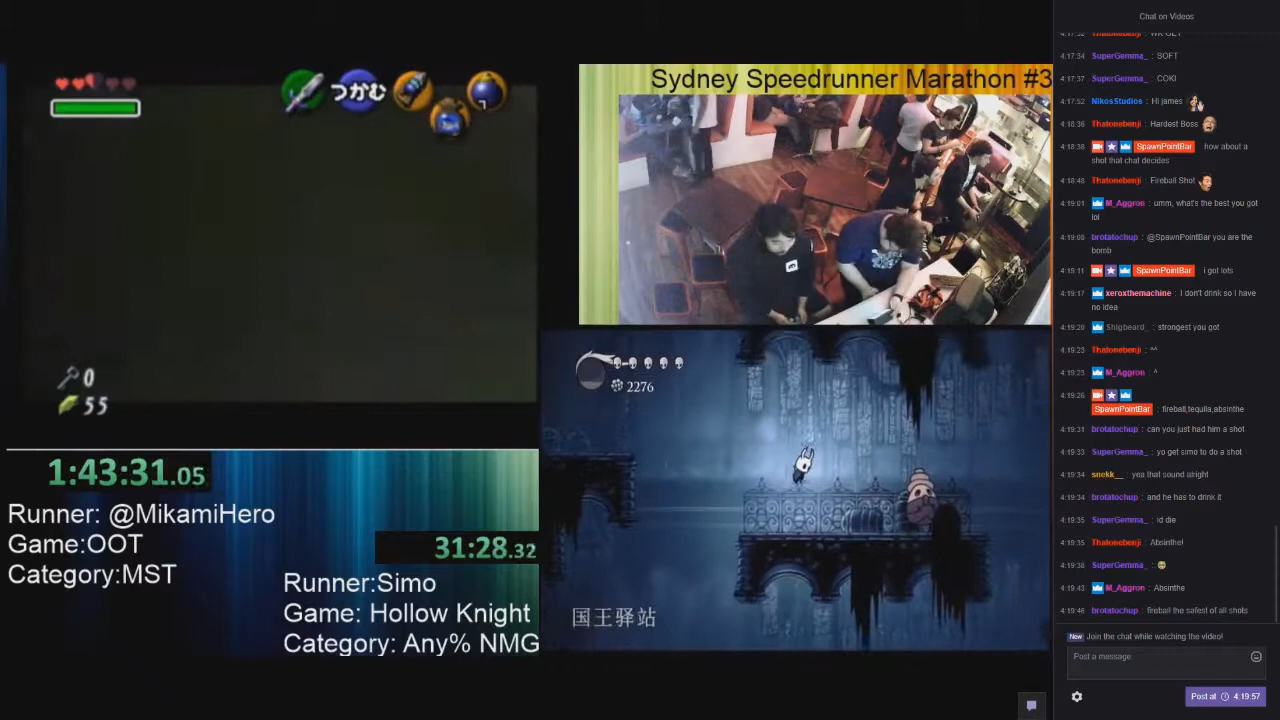 つかむ
1
0
55
1:43:31.05
Runner: @MikamiHero
Game:OOT
Category:MST
31:28.32
Runner:Simo
Game: Hollow Knight
Category: Any% NMG
Sydney Speedrunner Marathon #3
2276
国王驿站
Chat on Videos
4:17:34 SuperGemma_ : SOFT
4:17:37 SuperGemma_ : COKI
4:17:52 NikosStudios : Hi james
4:18:36 Thatonebenji : Hardest Boss
4:18:38 SpawnPointBar how about a
shot that chat decides
4:18:48 Thatonebenji : Fireball Shot
4:19:01 M_Aggron : umm, what's the best you got
lol
4:19:08 brotatochup : @SpawnPointBar you are the
bomb
4:19:11 SpawnPointBar i got lots
4:19:17 xeroxthemachine : I don't drink so I have
no idea
4:19:20 Shigbeard_ : strongest you got
4:19:23 Thatonebenji : ^^
4:19:23 M_Aggron : ^
4:19:26
SpawnPointBar : fireball,tequila,absinthe
4:19:31 brotatochup : can you just had him a shot
4:19:33 SuperGemma_ : yo get simo to do a shot
4:19:34 snekk__ : yea that sound alright
4:19:34 brotatochup : and he has to drink it
4:19:35 SuperGemma_ : id die
4:19:35 Thatonebenji : Absinthe!
4:19:38 SuperGemma_ :
4:19:43 M_Aggron : Absinthe
4:19:46 brotatochup : fireball the safest of all shots
New Join the chat while watching the video!
Post a message
Post at 4:19:57